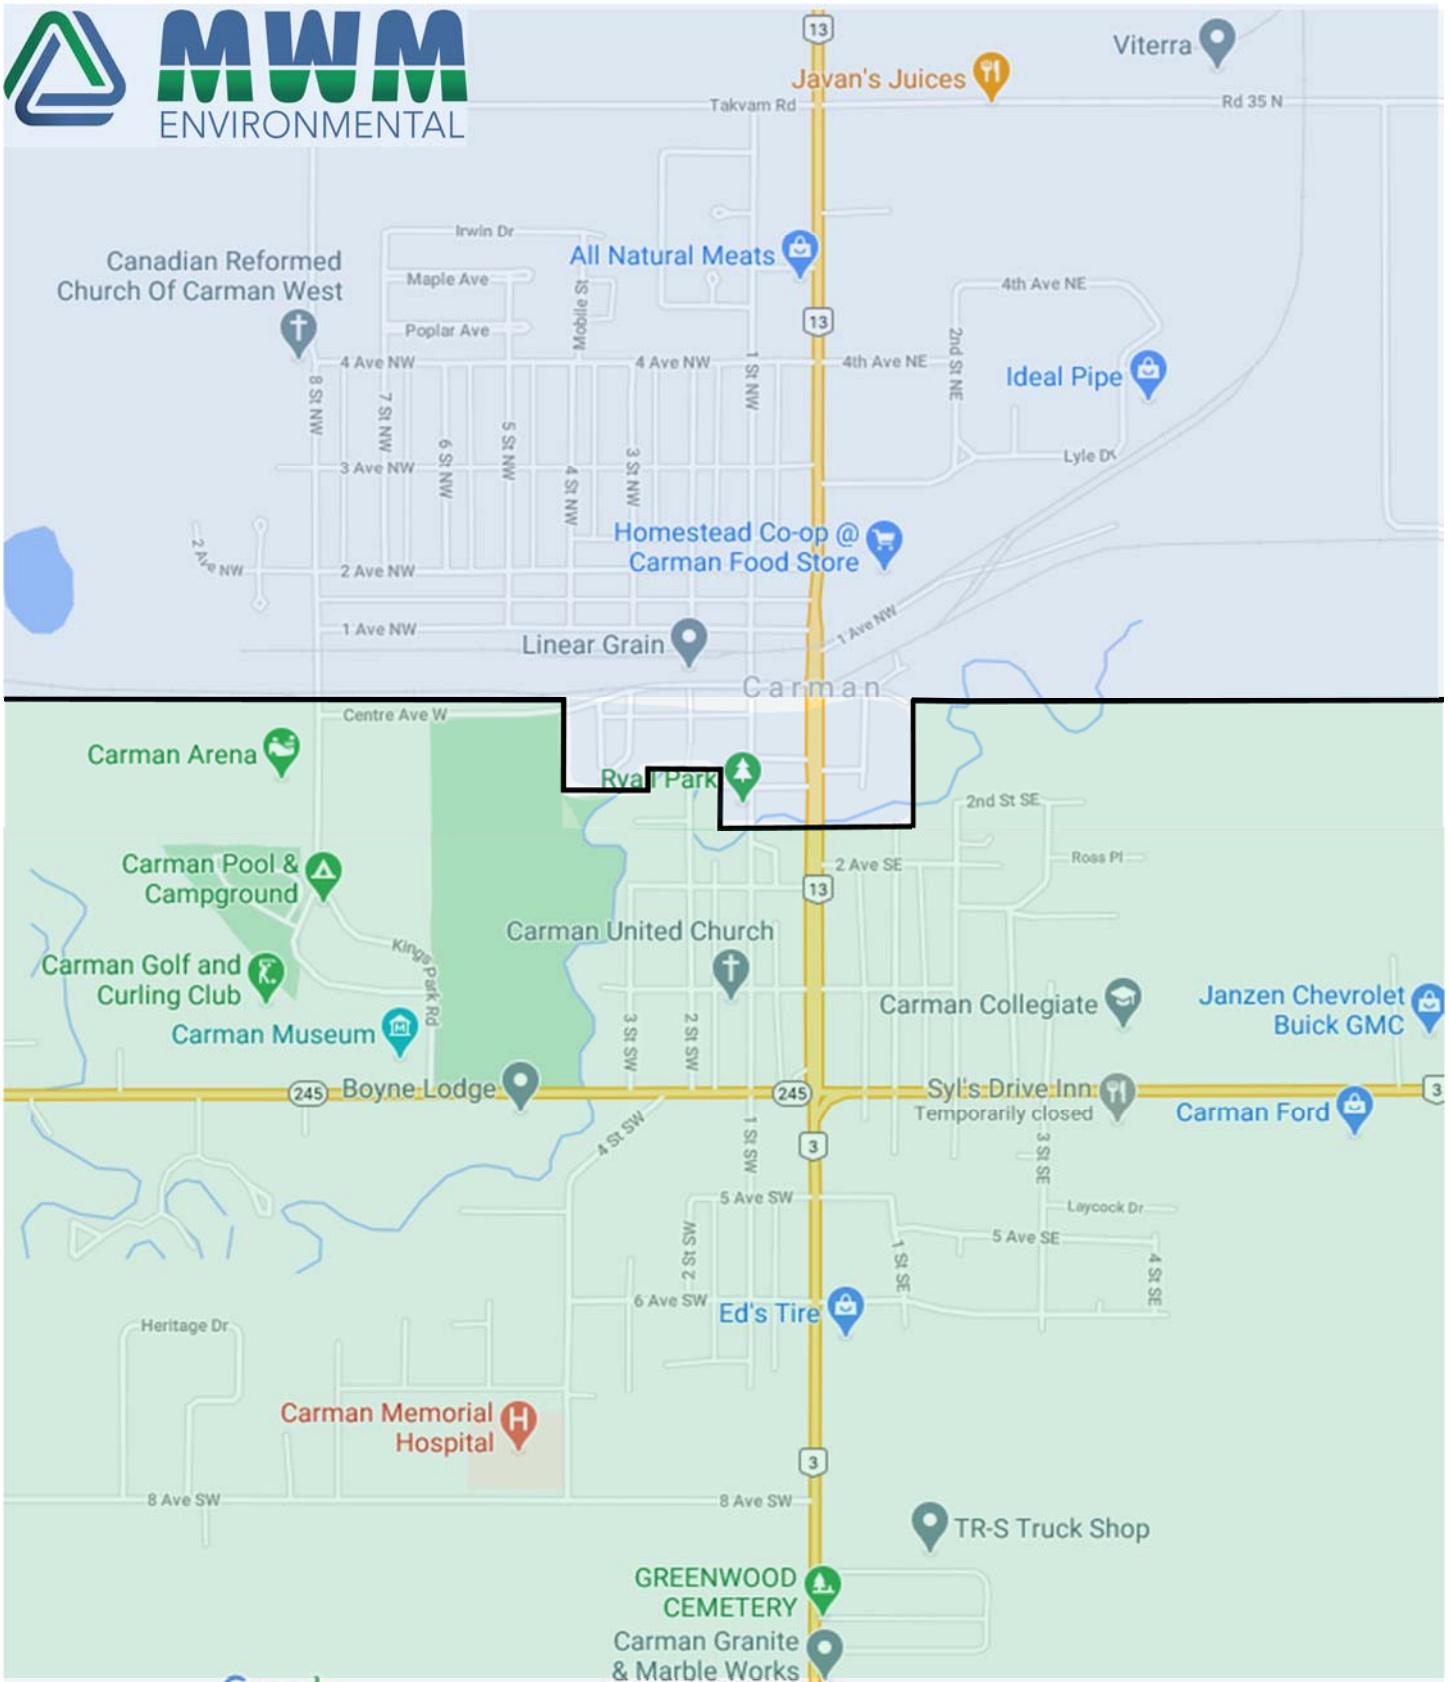 MWM
ENVIRONMENTAL
13
Viterra
Javan's Juices
Takvam Rd
Rd 35 N
Irwin Dr
Canadian Reformed
Church Of Carman West
All Natural Meats
Maple Ave
Mobile St
4th Ave NE
Poplar Ave
13
4 Ave NW
4 Ave NW
1 St NW
4th Ave NE
2nd St NE
Ideal Pipe
8 St NW
7 St NW
6 St NW
5 St NW
4 St NW
3 St NW
3 Ave NW
Lyle Dr
Homestead Co-op @
Carman Food Store
2 Ave NW
2 Ave NW
1 Ave NW
1 Ave NW
Linear Grain
Carman
Centre Ave W
Carman Arena
Ryall Park
2nd St SE
Carman Pool &
Campground
2 Ave SE
Ross Pl
13
Carman United Church
Kings Park Rd
Carman Golf and
Curling Club
Carman Museum
M
Carman Collegiate
Janzen Chevrolet
Buick GMC
3 St SW
2 St SW
245
Boyne Lodge
245
Syl's Drive Inn
Temporarily closed
3
Carman Ford
4 St SW
1 St SW
3
3 St SE
5 Ave SW
Laycock Dr
2 St SW
1 St SE
5 Ave SE
4 St SE
6 Ave SW
Ed's Tire
Heritage Dr
Carman Memorial
Hospital
H
3
8 Ave SW
8 Ave SW
TR-S Truck Shop
GREENWOOD
CEMETERY
Carman Granite
& Marble Works